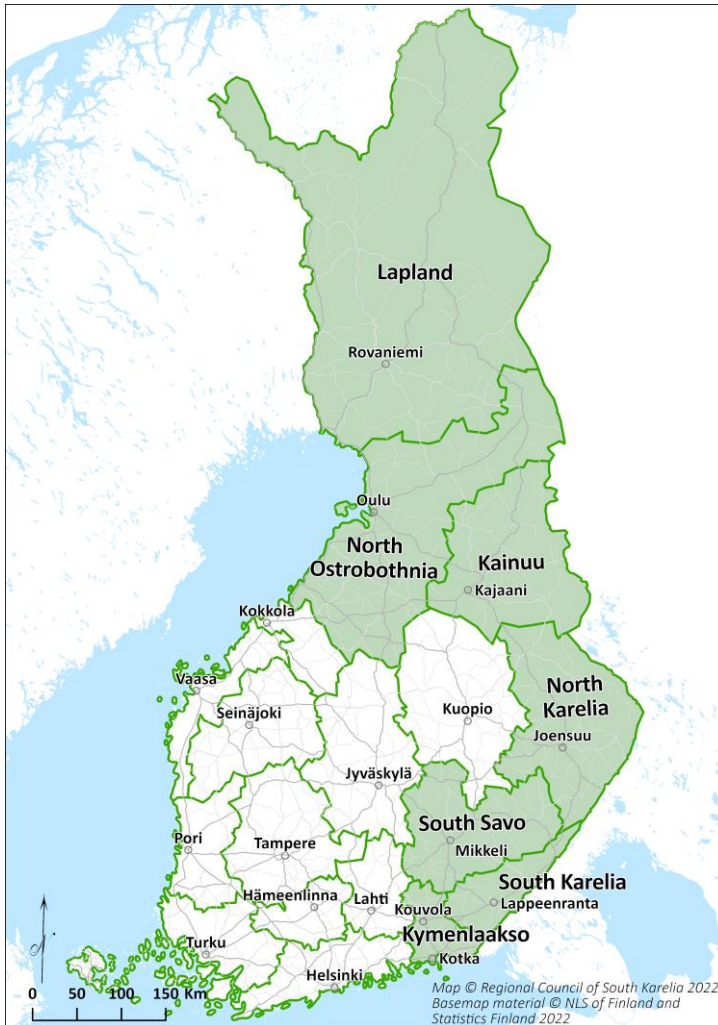 Lapland
Rovaniemi
Oulu
North
Ostrobothnia
Kainuu
Kajaani
Kokkola
Vaasa
Seinäjoki
Kuopio
North
Karelia
Joensuu
Jyväskylä
South Savo
Mikkeli
Pori
Tampere
South Karelia
Lappeenranta
Hämeenlinna
Lahti
Kouvola
Kymenlaakso
Turku
Kotka
Helsinki
0 50 100 150 Km
Map © Regional Council of South Karelia 2022
Basemap material © NLS of Finland and
Statistics Finland 2022